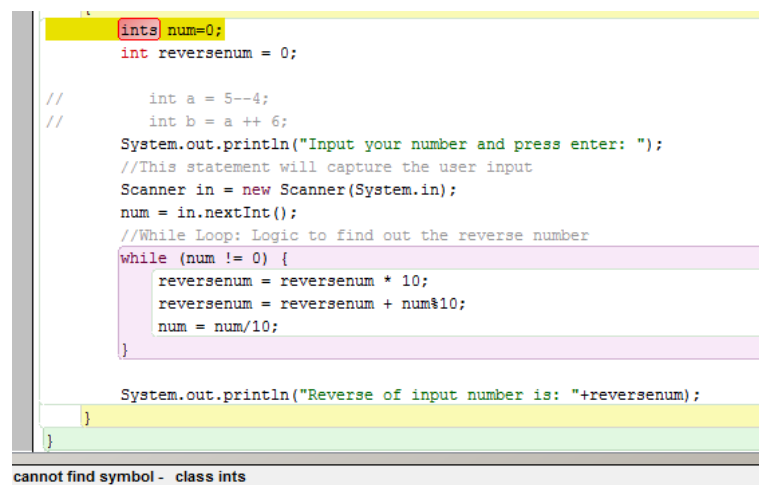 {
ints num=0;
int reversenum = 0;
// int a = 5--4;
// int b = a ++ 6;
System.out.println("Input your number and press enter: ");
//This statement will capture the user input
Scanner in = new Scanner(System.in);
num = in.nextInt();
//While Loop: Logic to find out the reverse number
while (num != 0) {
reversenum = reversenum * 10;
reversenum = reversenum + num%10;
num = num/10;
}
System.out.println("Reverse of input number is: "+reversenum);
}
}
cannot find symbol - class ints